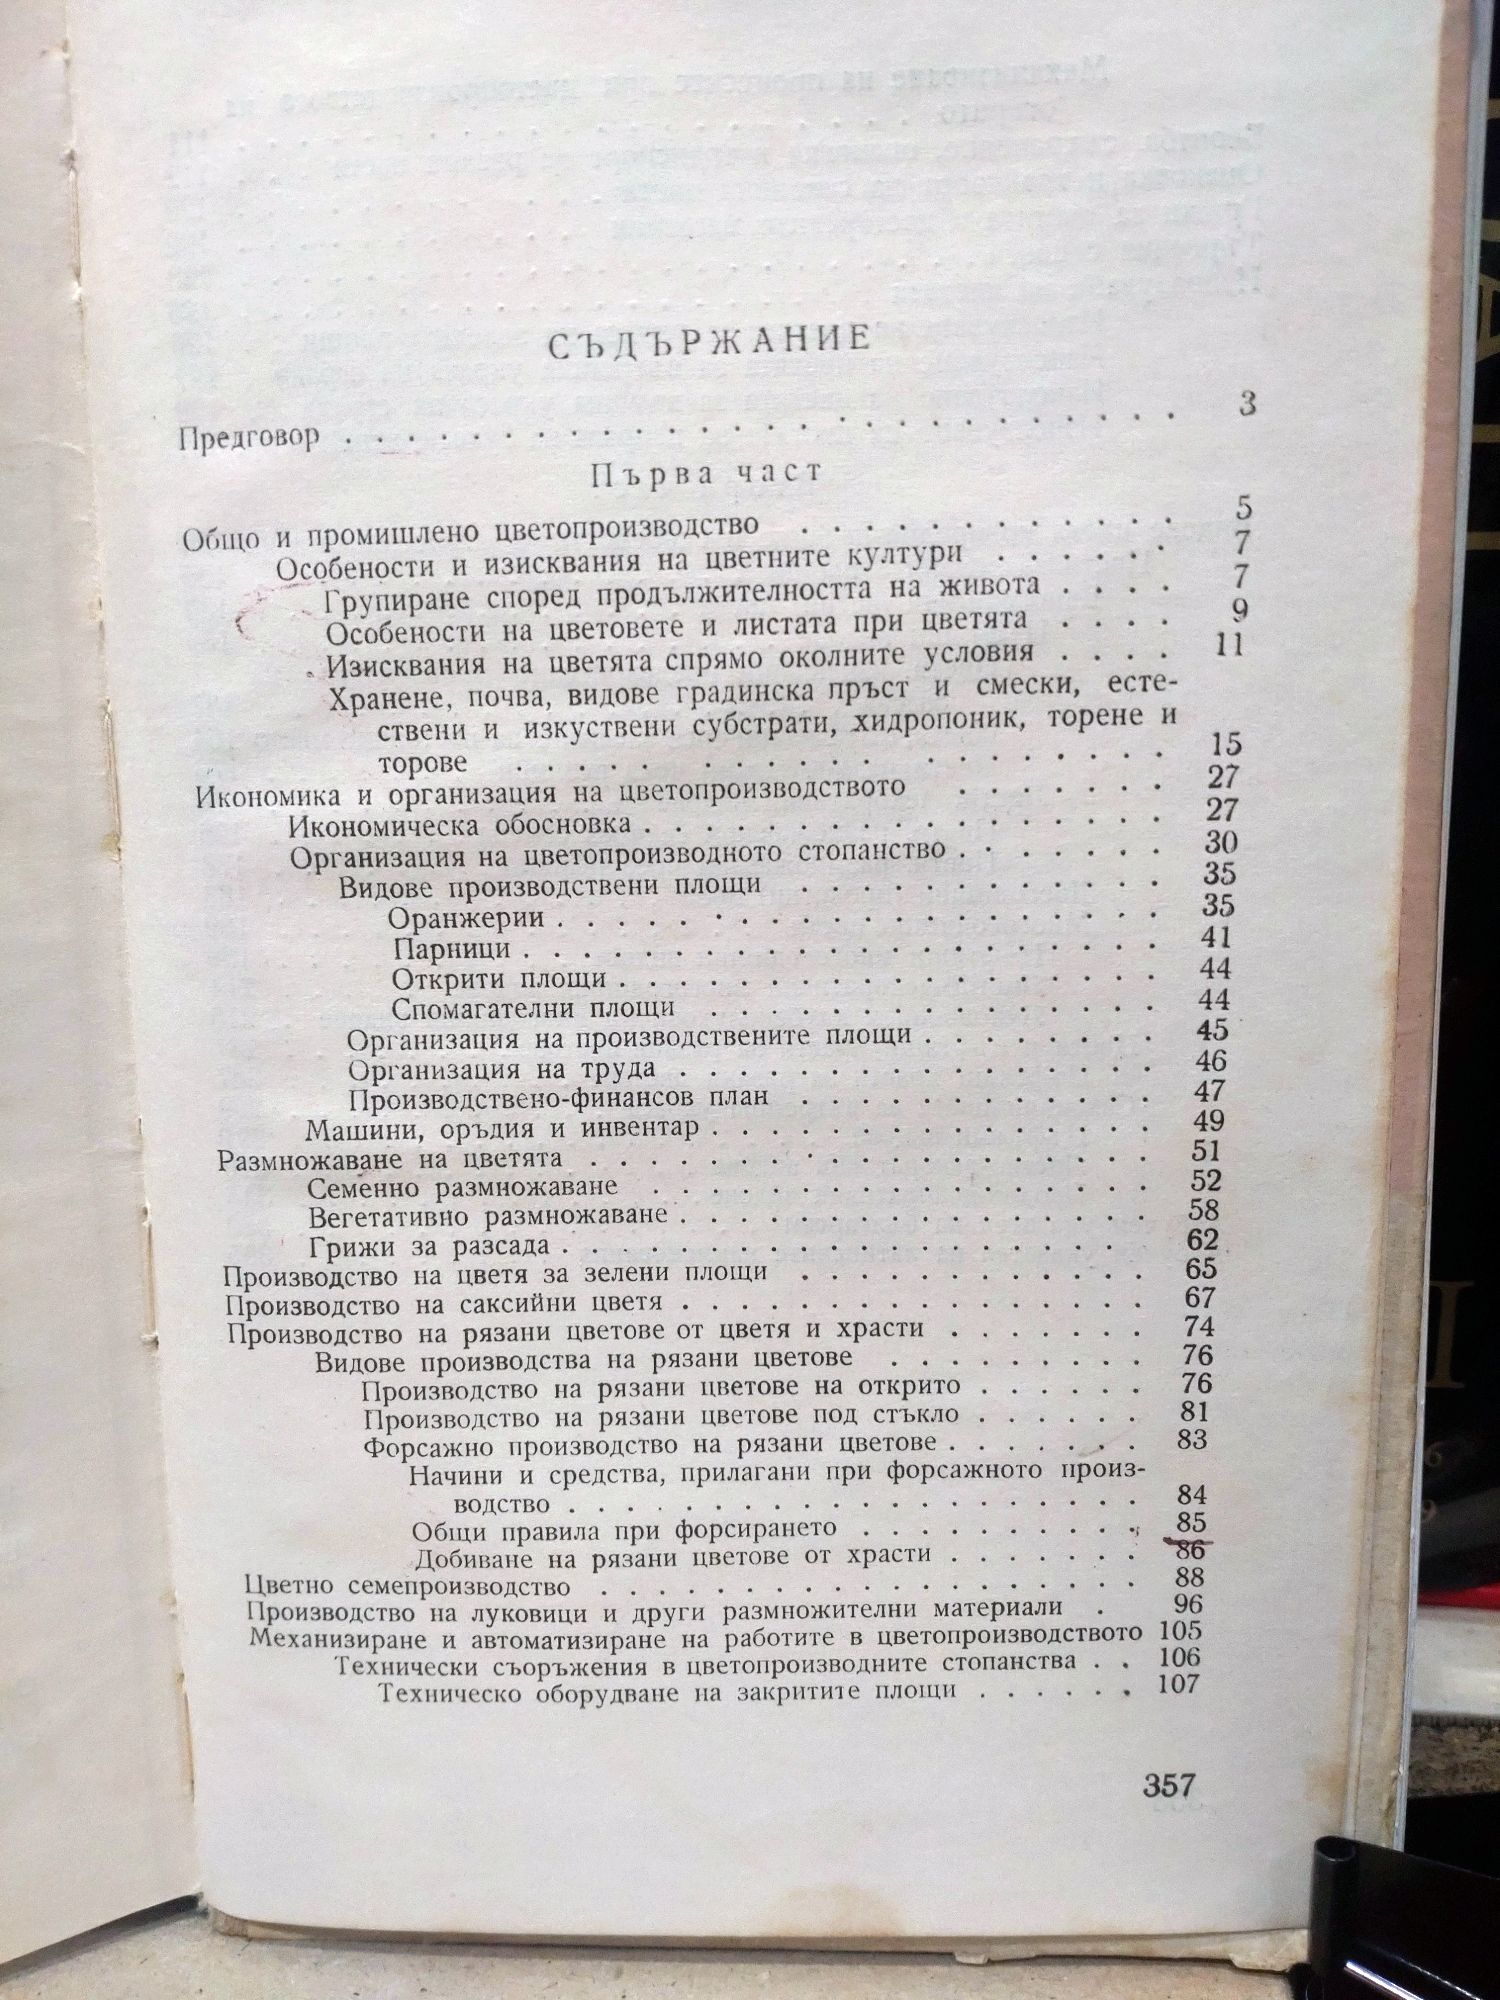 СЪДЪРЖАНИЕ
Предговор . . . . . . . . . . . . . . . . . . . . . . . . . . . 3
Първа част
Общо и промишлено цветопроизводство . . . . . . . . . . . . 5
Особености и изисквания на цветните култури . . . . . . 7
Групиране според продължителността на живота . . . . 7
Особености на цветовете и листата при цветята . . . . 9
Изисквания на цветята спрямо околните условия . . . . 11
Хранене, почва, видове градинска пръст и смески, есте-
ствени и изкуствени субстрати, хидропоник, торене и
торове . . . . . . . . . . . . . . . . . . . 15
Икономика и организация на цветопроизводството . . . . . . . 27
Икономическа обосновка . . . . . . . . . . . . . . . . . 27
Организация на цветопроизводното стопанство . . . . . . . 30
Видове производствени площи . . . . . . . . . . . . 35
Оранжерии . . . . . . . . . . . . . . . . . . . 35
Парници . . . . . . . . . . . . . . . . . . . . 41
Открити площи . . . . . . . . . . . . . . . . . 44
Спомагателни площи . . . . . . . . . . . . . . 44
Организация на производствените площи . . . . . . . . 45
Организация на труда . . . . . . . . . . . . . . . 46
Производствено-финансов план . . . . . . . . . . . . 47
Машини, оръдия и инвентар . . . . . . . . . . . . . . 49
Размножаване на цветята . . . . . . . . . . . . . . . . . 51
Семенно размножаване . . . . . . . . . . . . . . . . 52
Вегетативно размножаване . . . . . . . . . . . . . . . 58
Грижи за разсада . . . . . . . . . . . . . . . . . . 62
Производство на цветя за зелени площи . . . . . . . . . . . 65
Производство на саксийни цветя . . . . . . . . . . . . . . 67
Производство на рязани цветове от цветя и храсти . . . . . . . 74
Видове производства на рязани цветове . . . . . . . . . 76
Производство на рязани цветове на открито . . . . . . 76
Производство на рязани цветове под стъкло . . . . . . 81
Форсажно производство на рязани цветове . . . . . . . 83
Начини и средства, прилагани при форсажното произ-
водство . . . . . . . . . . . . . . . . . . . 84
Общи правила при форсирането . . . . . . . . . . 85
Добиване на рязани цветове от храсти . . . . . . . 86
Цветно семепроизводство . . . . . . . . . . . . . . . . . 88
Производство на луковици и други размножителни материали . 96
Механизиране и автоматизиране на работите в цветопроизводството 105
Технически съоръжения в цветопроизводните стопанства . . 106
Техническо оборудване на закритите площи . . . . . . 107
357